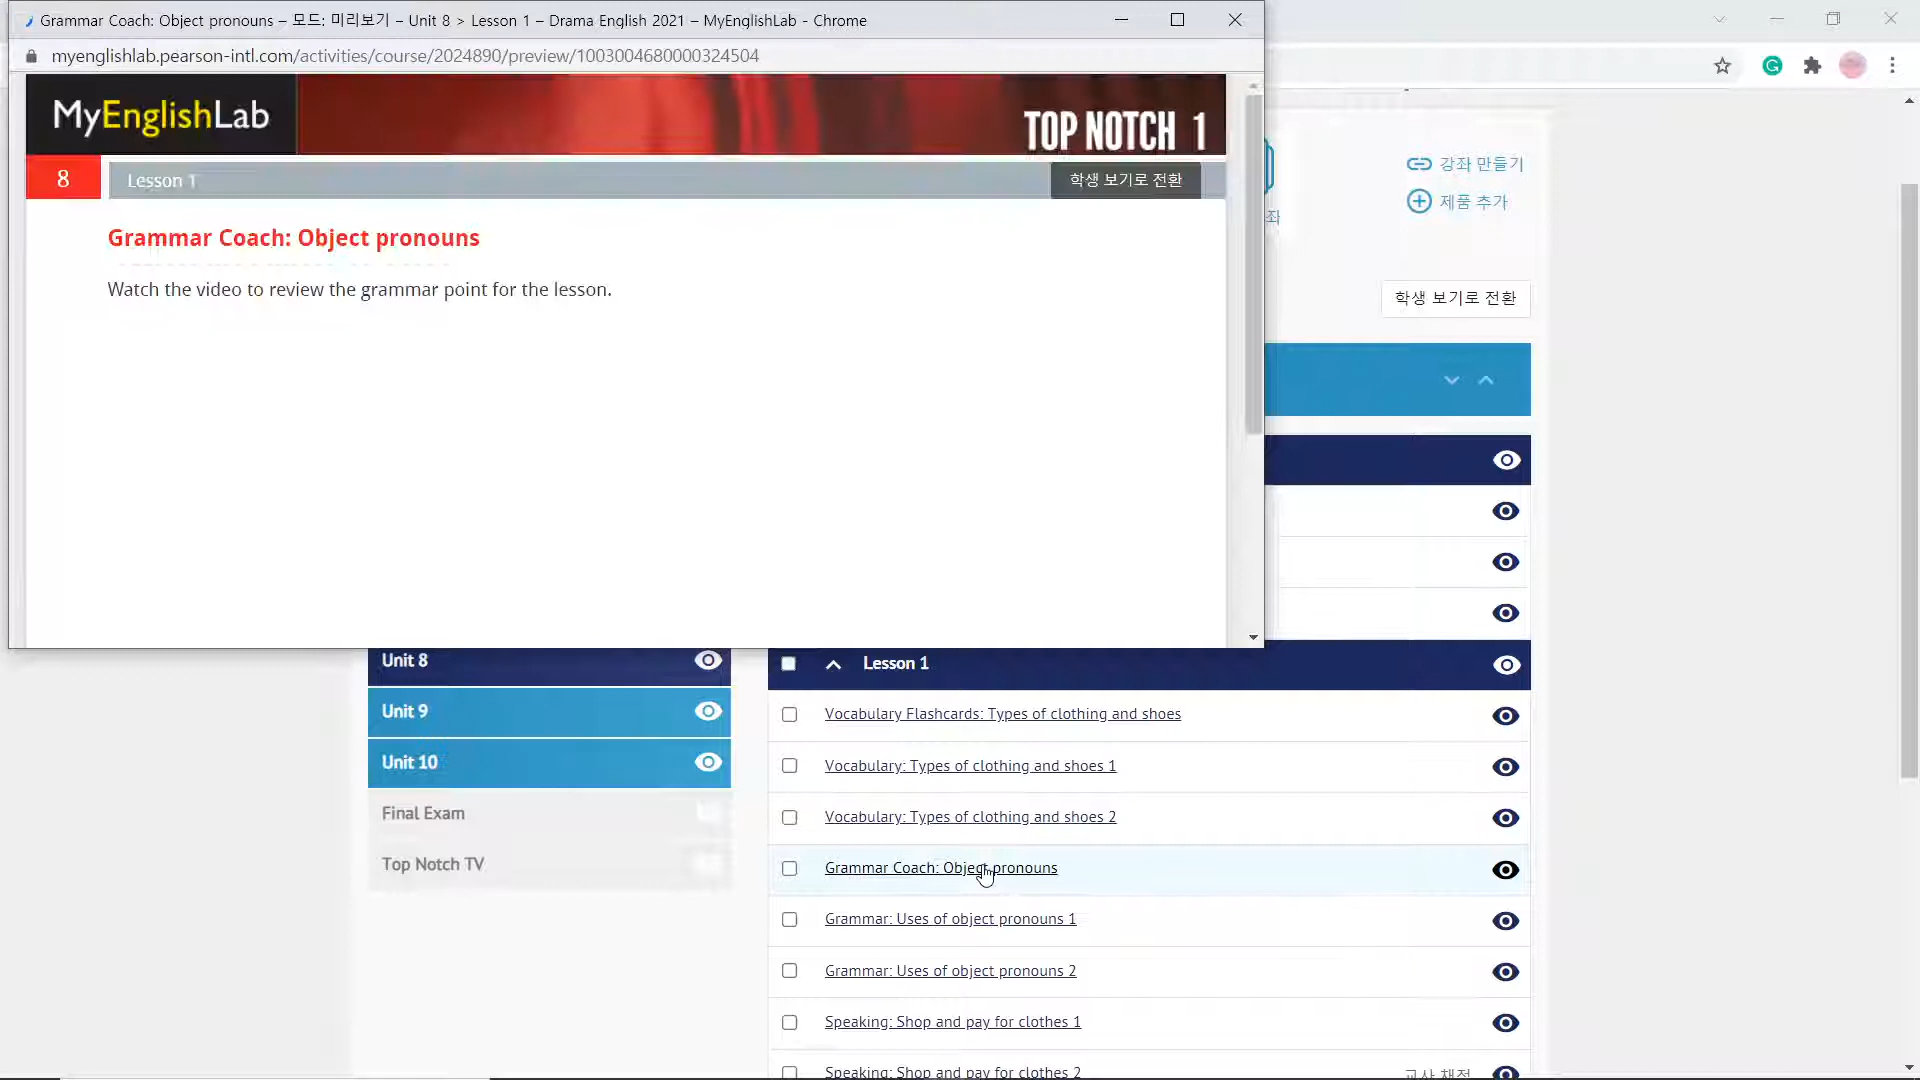 Grammar Coach: Object pronouns – 모드: 미리보기 – Unit 8 > Lesson 1 – Drama English 2021 – MyEnglishLab - Chrome
myenglishlab.pearson-intl.com/activities/course/2024890/preview/1003004680000324504
MyEnglishLab
TOP NOTCH 1
8
Lesson 1
학생 보기로 전환
Grammar Coach: Object pronouns
Watch the video to review the grammar point for the lesson.
강좌 만들기
제품 추가
좌
학생 보기로 전환
Unit 8
Unit 9
Unit 10
Final Exam
Top Notch TV
Lesson 1
Vocabulary Flashcards: Types of clothing and shoes
Vocabulary: Types of clothing and shoes 1
Vocabulary: Types of clothing and shoes 2
Grammar Coach: Object pronouns
Grammar: Uses of object pronouns 1
Grammar: Uses of object pronouns 2
Speaking: Shop and pay for clothes 1
Speaking: Shop and pay for clothes 2
교사 채점